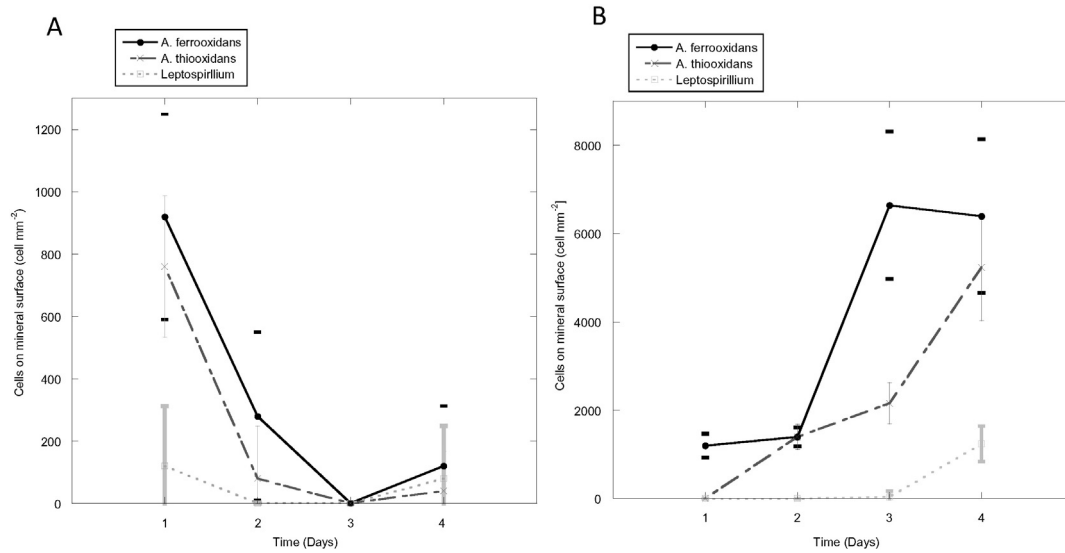 A
A. ferrooxidans
A. thiooxidans
Leptospirllium
1200
1000
800
600
400
200
0
Cells on mineral surface (cell mm-2)
1 2 3 4
Time (Days)
B
A. ferrooxidans
A. thiooxidans
Leptospirllium
8000
6000
4000
2000
0
Cells on mineral surface (cell mm-2]
1 2 3 4
Time (Days)